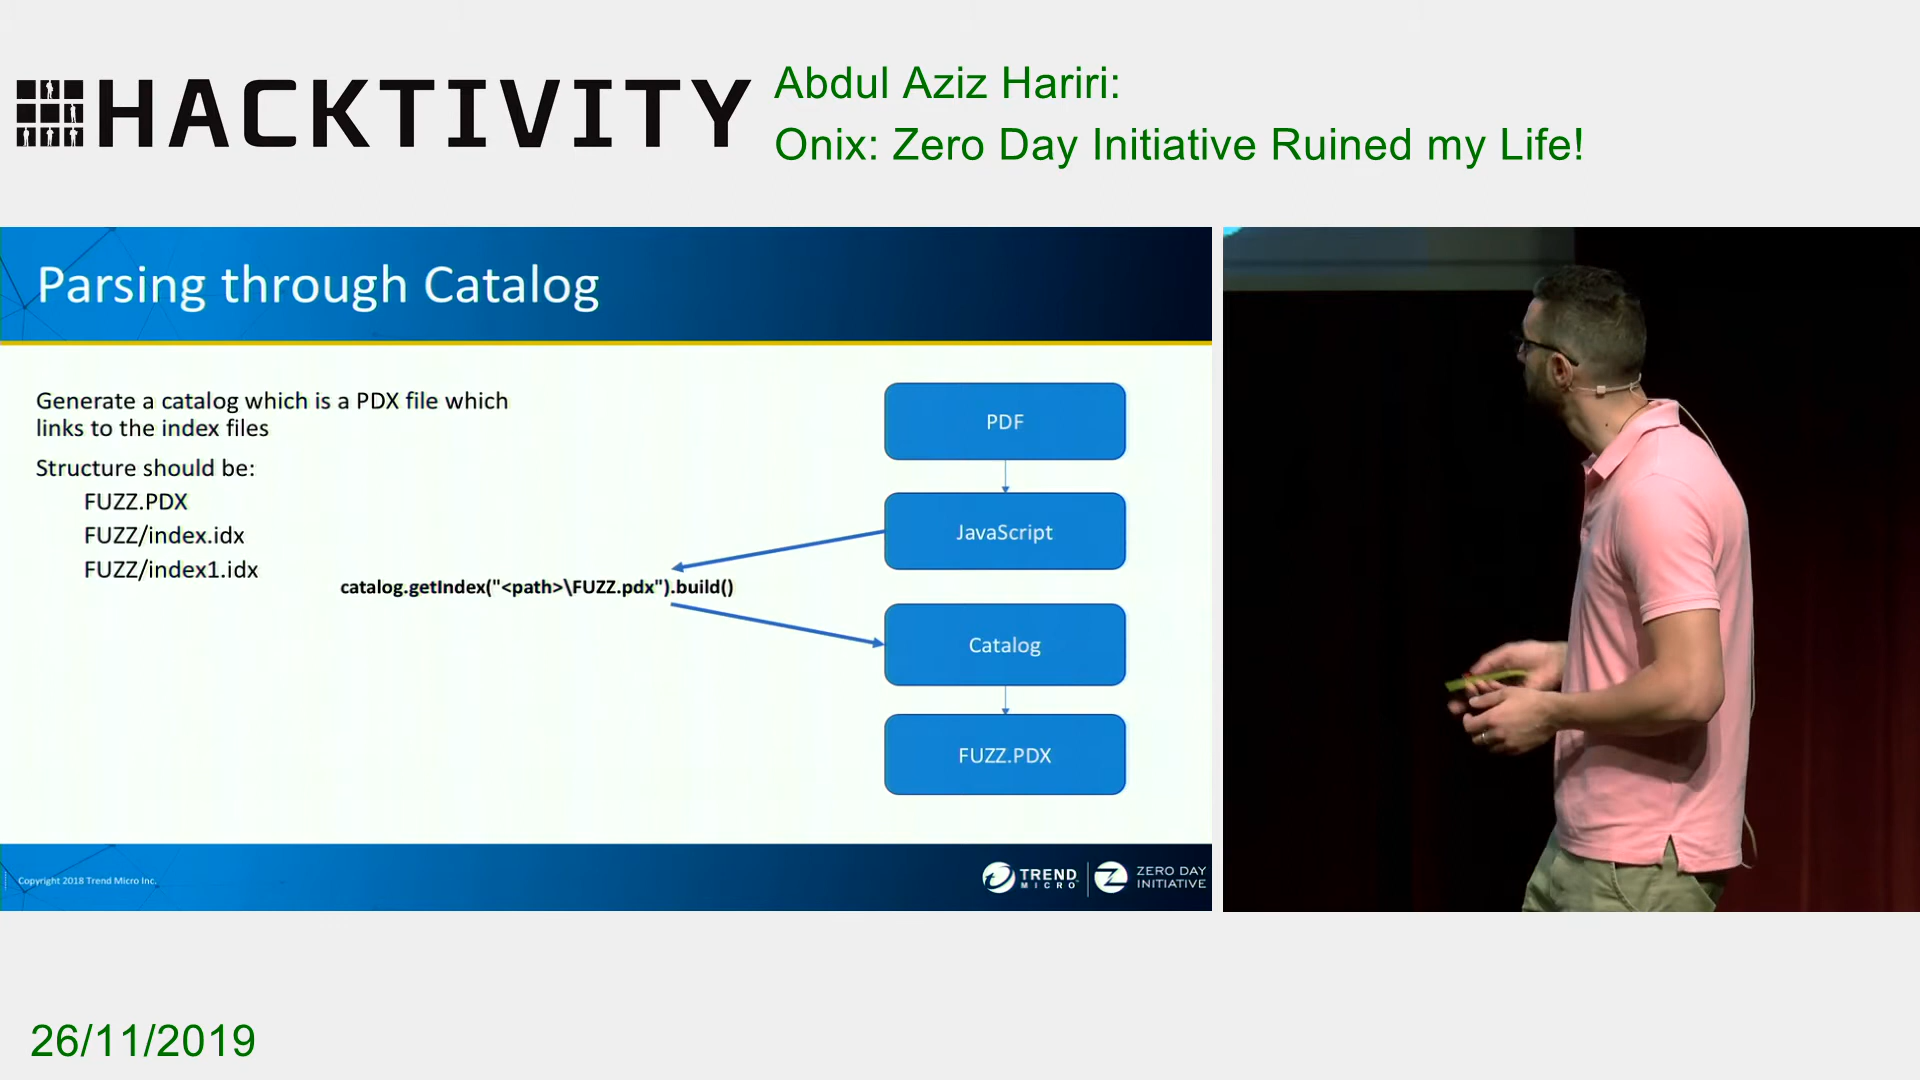 HACKTIVITY
Abdul Aziz Hariri:
Onix: Zero Day Initiative Ruined my Life!
Parsing through Catalog
Generate a catalog which is a PDX file which
links to the index files
Structure should be:
FUZZ.PDX
FUZZ/index.idx
FUZZ/index1.idx
catalog.getIndex("<path>\FUZZ.pdx").build()
PDF
JavaScript
Catalog
FUZZ.PDX
Copyright 2018 Trend Micro Inc.
TREND
MICRO
ZERO DAY
INITIATIVE
26/11/2019